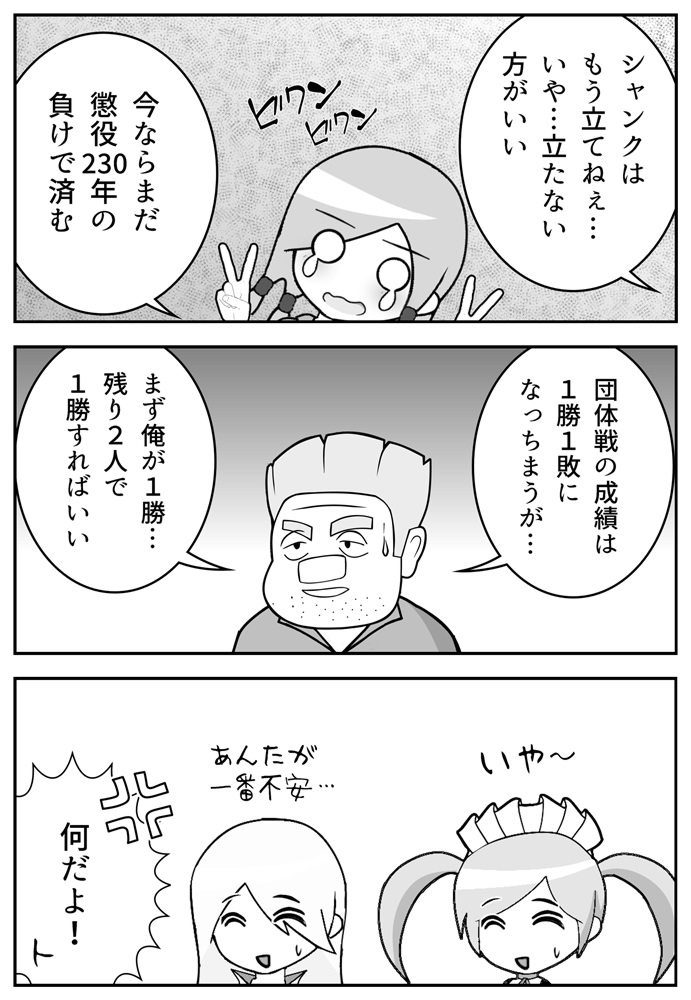 シャンクは
もう立てねぇ…
いや…立たない
方がいい
ビクン
ビクン
今ならまだ
懲役230年の
負けで済む
団体戦の成績は
1勝1敗に
なっちまうが…
まず俺が1勝…
残り2人で
1勝すればいい
いや～
あんたが
一番不安…
何だよ！
ト